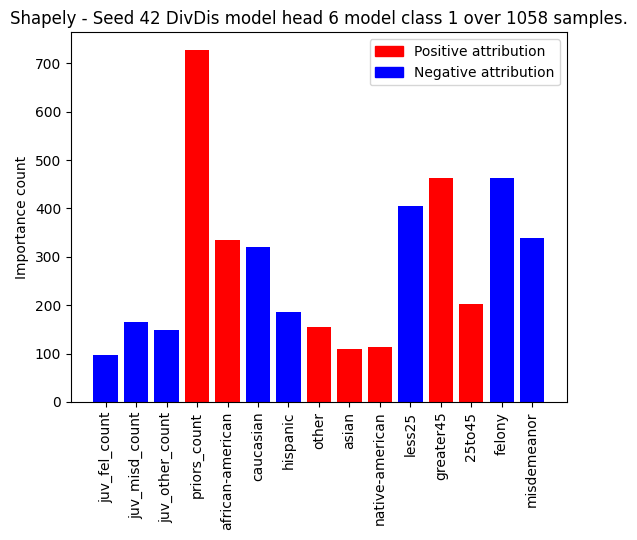 Shapely - Seed 42 DivDis model head 6 model class 1 over 1058 samples.
Positive attribution
Negative attribution
Importance count
700
600
500
400
300
200
100
0
juv_fel_count
juv_misd_count
juv_other_count
priors_count
african-american
caucasian
hispanic
other
asian
native-american
less25
greater45
25to45
felony
misdemeanor